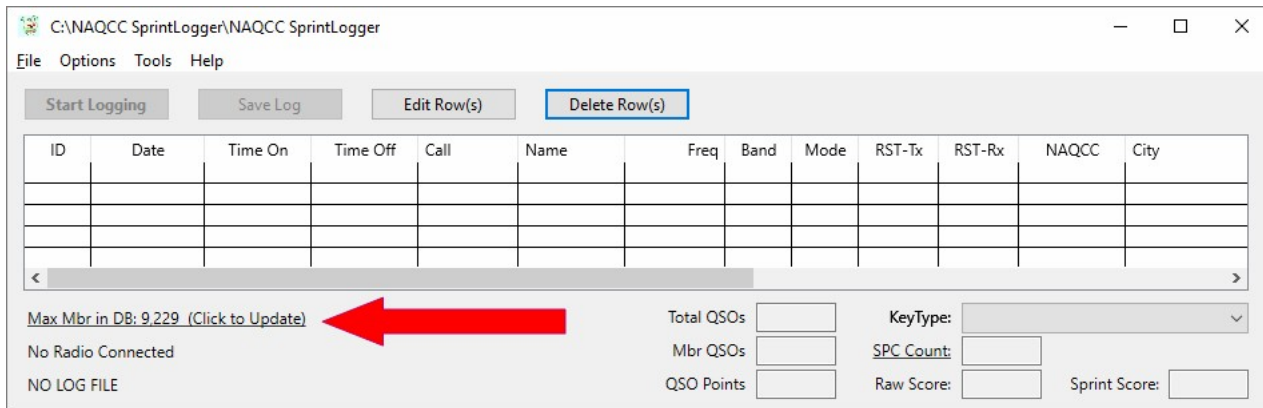 C:\NAQCC SprintLogger\NAQCC SprintLogger
File Options Tools Help
Start Logging Save Log Edit Row(s) Delete Row(s)
ID Date Time On Time Off Call Name Freq Band Mode RST-Tx RST-Rx NAQCC City
Max Mbr in DB: 9,229 (Click to Update) Total QSOs KeyType:
No Radio Connected Mbr QSOs SPC Count:
NO LOG FILE QSO Points Raw Score: Sprint Score: